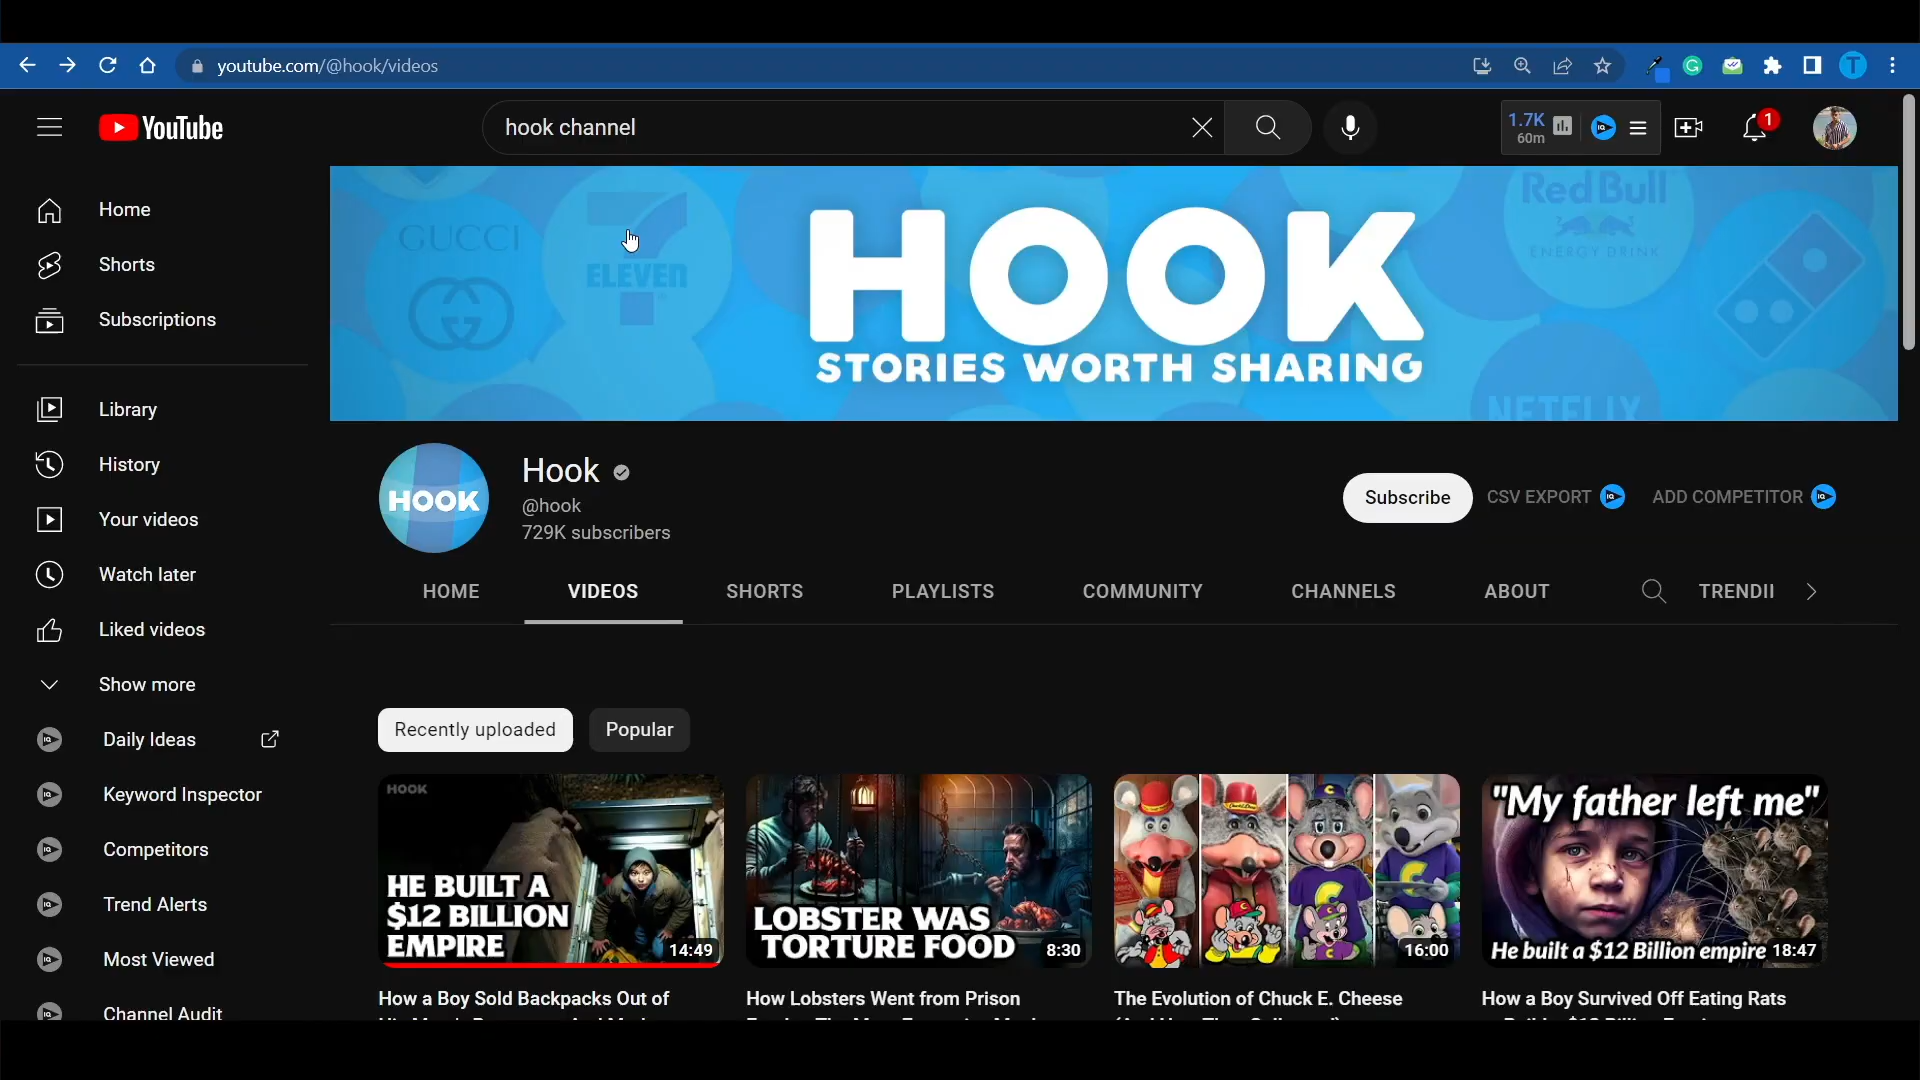 youtube.com/@hook/videos
YouTube
hook channel
1.7K
60m
1
Home
Shorts
Subscriptions
Library
History
Your videos
Watch later
Liked videos
Show more
Daily Ideas
Keyword Inspector
Competitors
Trend Alerts
Most Viewed
Channel Audit
GUCCI
7
ELEVEN
HOOK
STORIES WORTH SHARING
Red Bull
ENERGY DRINK
NETFLIX
HOOK
Hook
@hook
729K subscribers
Subscribe
CSV EXPORT
ADD COMPETITOR
HOME
VIDEOS
SHORTS
PLAYLISTS
COMMUNITY
CHANNELS
ABOUT
TRENDII
Recently uploaded
Popular
HOOK
HE BUILT A
$12 BILLION
EMPIRE
14:49
LOBSTER WAS
TORTURE FOOD
8:30
16:00
"My father left me"
He built a $12 Billion empire
18:47
How a Boy Sold Backpacks Out of
How Lobsters Went from Prison
The Evolution of Chuck E. Cheese
How a Boy Survived Off Eating Rats